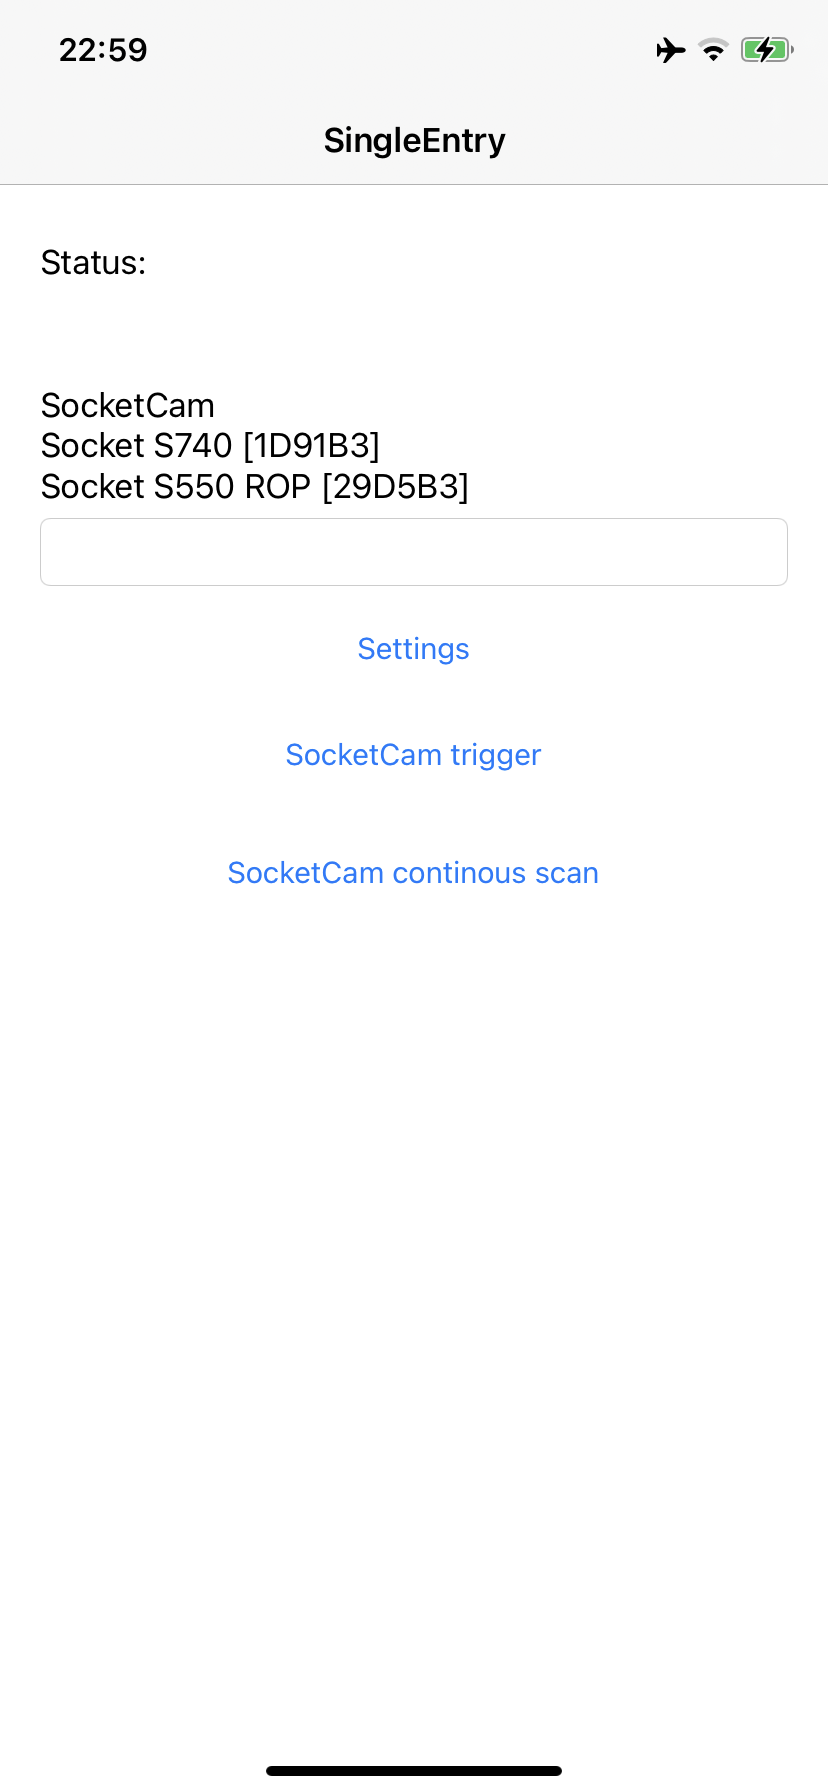 22:59
SingleEntry
Status:
SocketCam
Socket S740 [1D91B3]
Socket S550 ROP [29D5B3]
Settings
SocketCam trigger
SocketCam continous scan